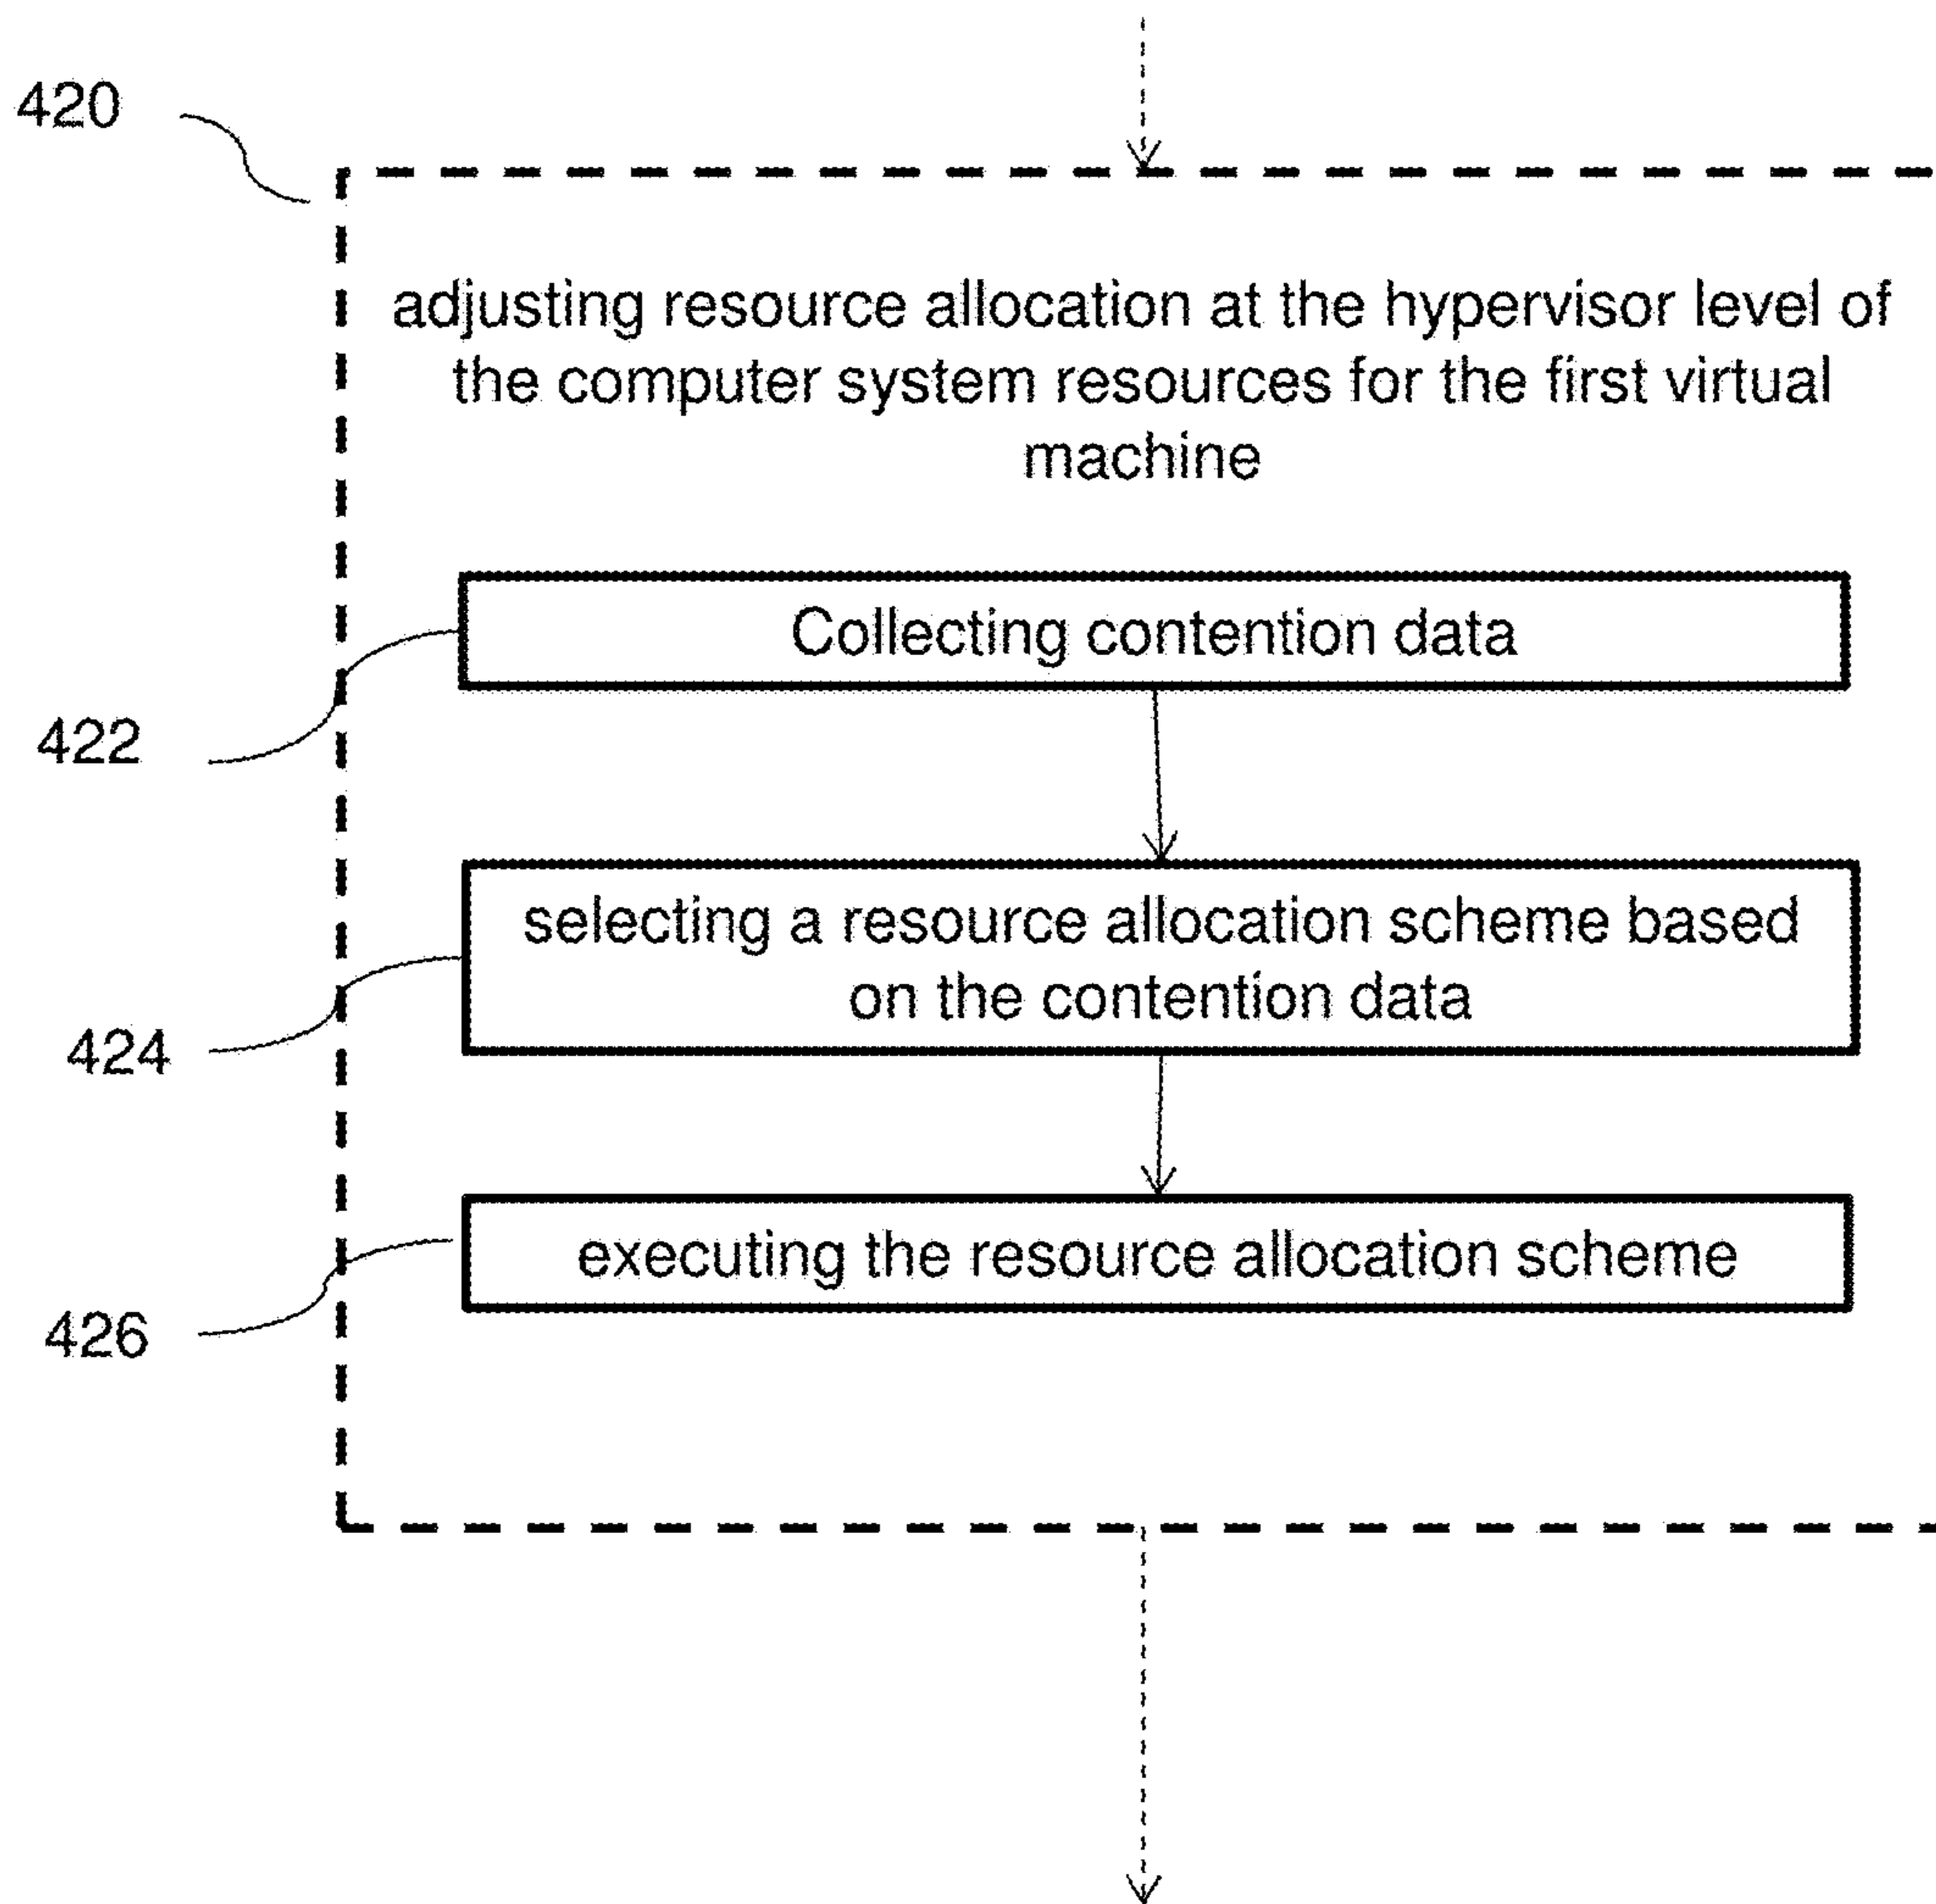 420
adjusting resource allocation at the hypervisor level of
the computer system resources for the first virtual
machine
Collecting contention data
422
selecting a resource allocation scheme based
on the contention data
424
executing the resource allocation scheme
426